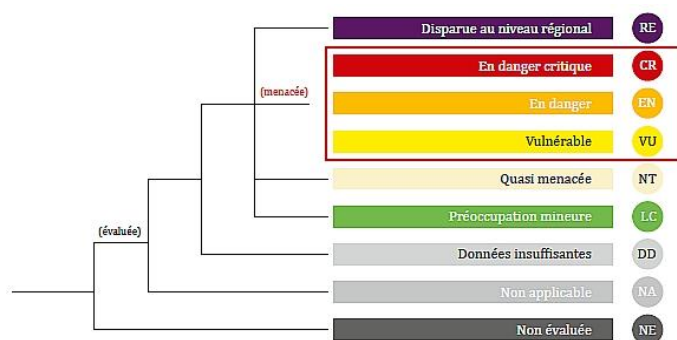 Disparue au niveau régional RE
En danger critique CR
(menacée)
En danger EN
Vulnérable VU
Quasi menacée NT
Préoccupation mineure LC
(évaluée)
Données insuffisantes DD
Non applicable NA
Non évaluée NE